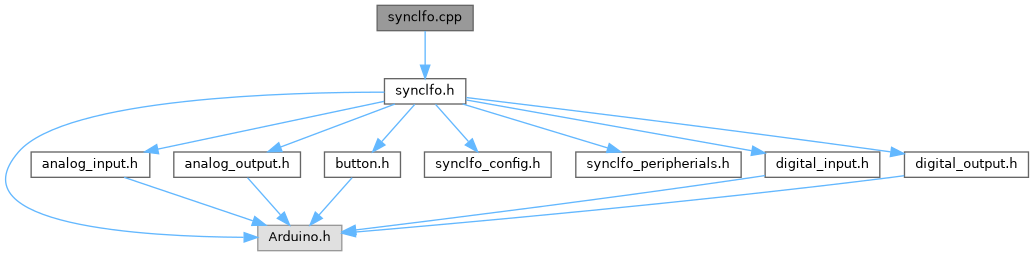 synclfo.cpp
synclfo.h
analog_input.h
analog_output.h
button.h
synclfo_config.h
synclfo_peripherials.h
digital_input.h
digital_output.h
Arduino.h